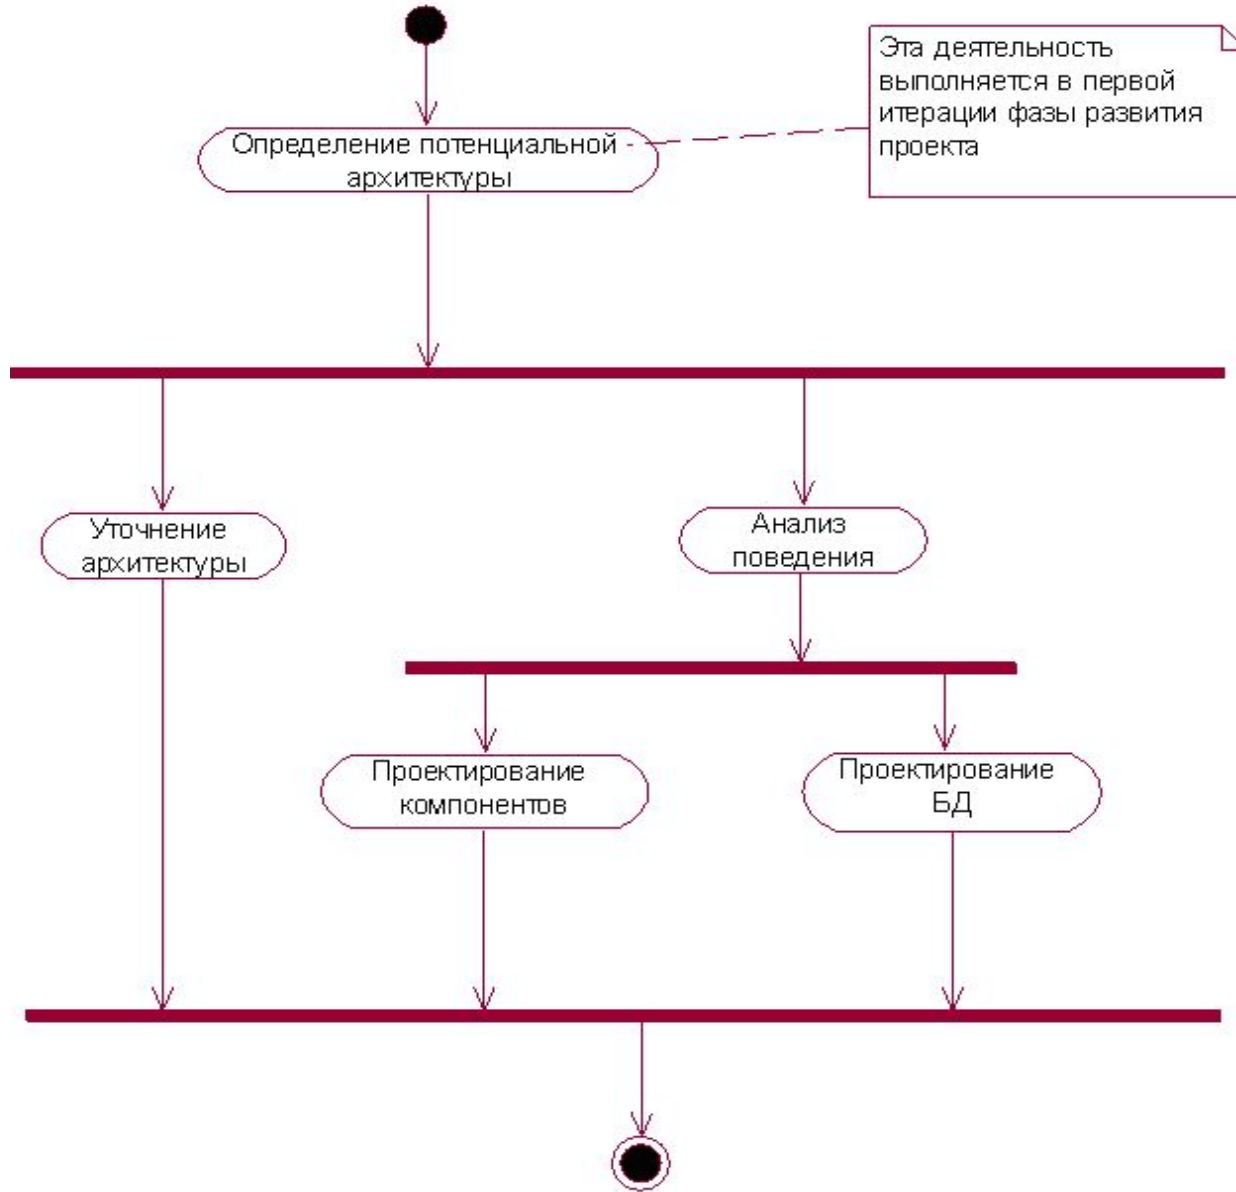 Эта деятельность
выполняется в первой
итерации фазы развития
проекта
Определение потенциальной
архитектуры
Уточнение
архитектуры
Анализ
поведения
Проектирование
компонентов
Проектирование
БД